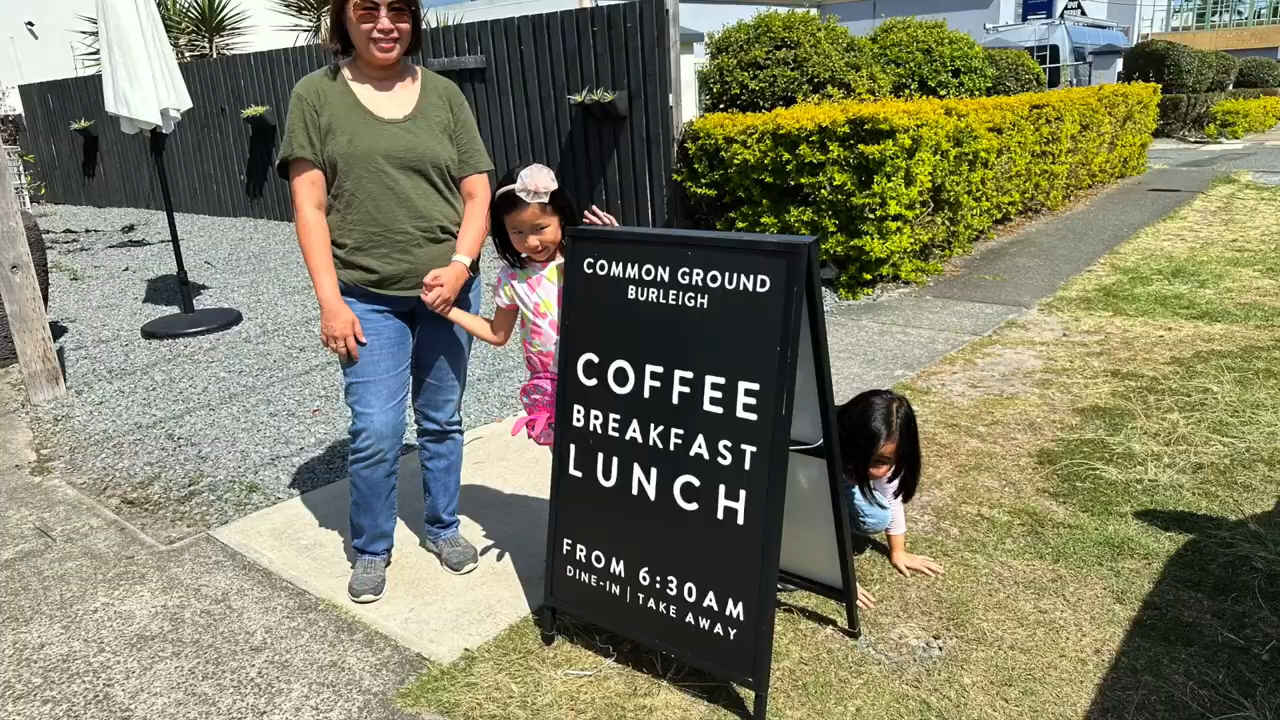 COMMON GROUND
BURLEIGH
COFFEE
BREAKFAST
LUNCH
FROM 6:30AM
DINE-IN | TAKE AWAY